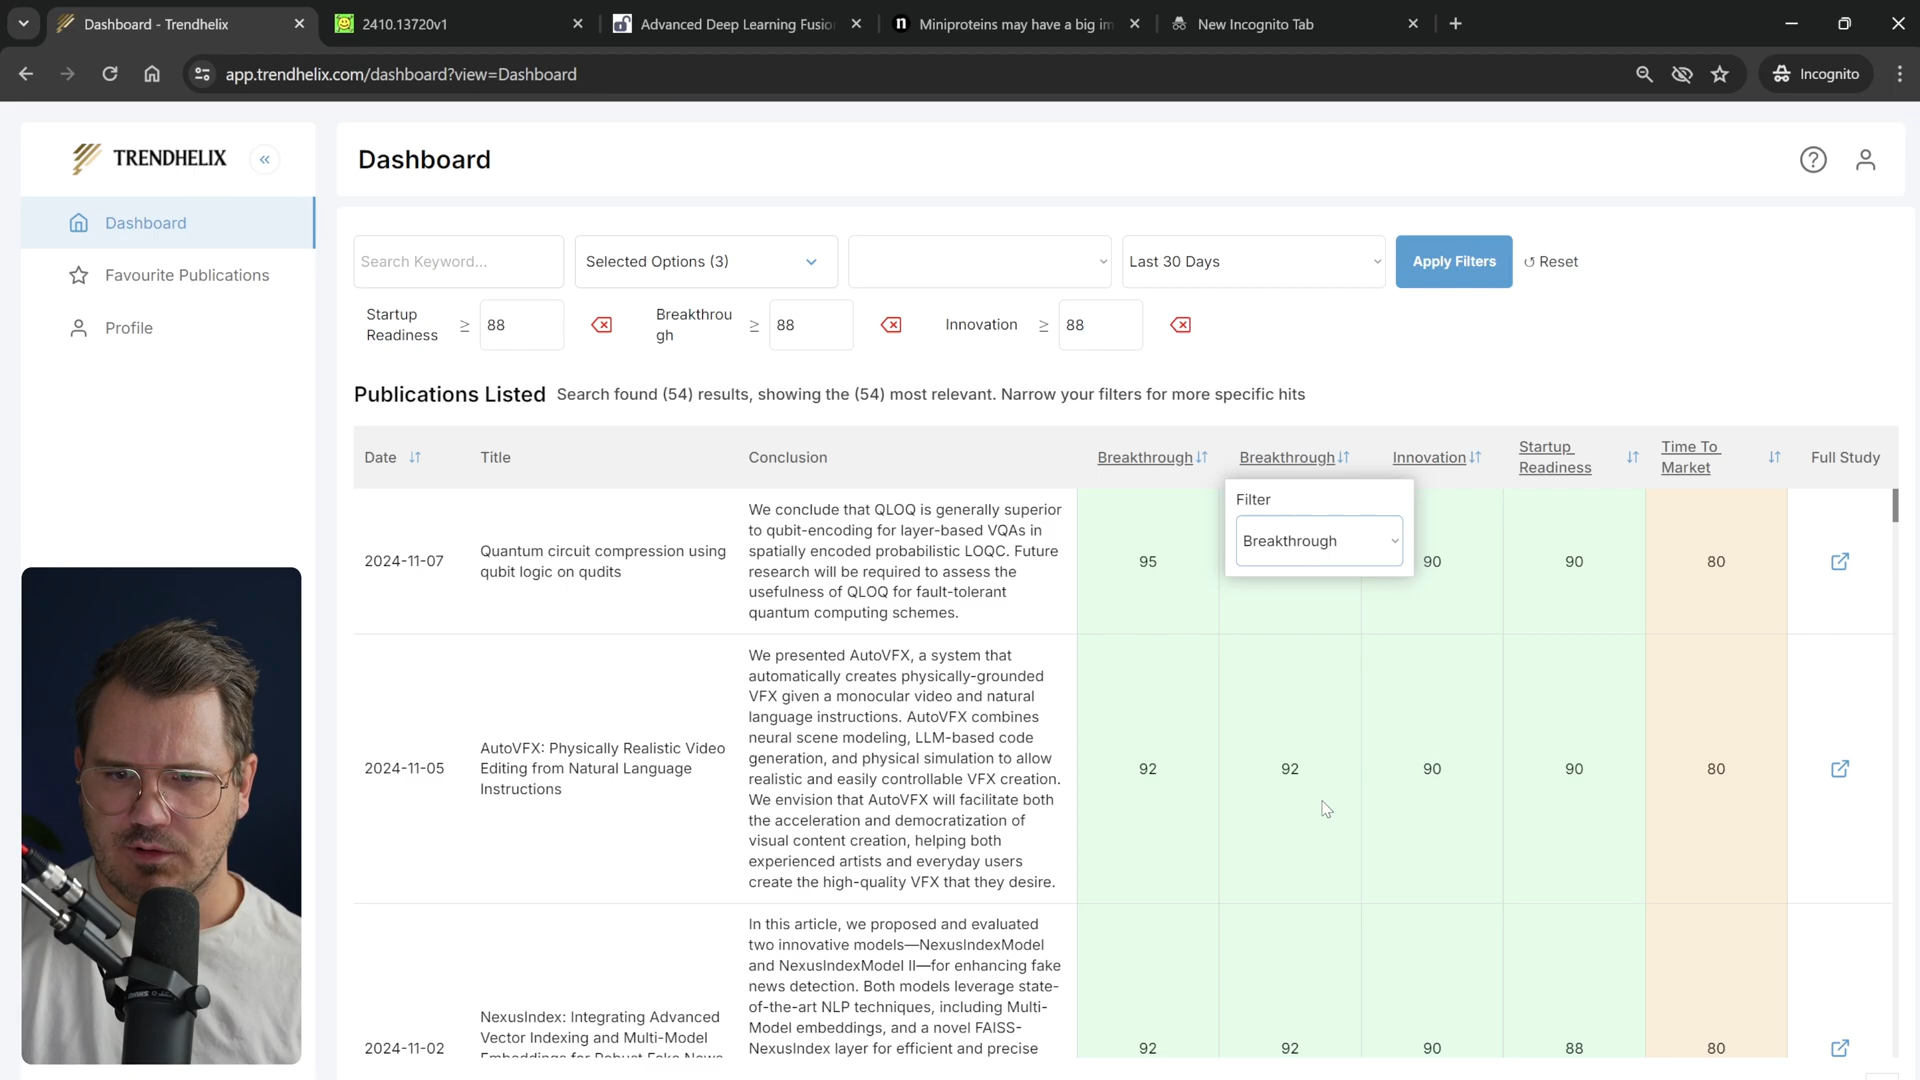 Dashboard - Trendhelix
2410.13720v1
Advanced Deep Learning Fusio
Miniproteins may have a big im
New Incognito Tab
app.trendhelix.com/dashboard?view=Dashboard
Incognito
TRENDHELIX
Dashboard
Dashboard
Favourite Publications
Profile
Search Keyword...
Selected Options (3)
Last 30 Days
Apply Filters
Reset
Startup
Readiness
≥ 88
Breakthrou
gh
≥ 88
Innovation ≥ 88
Publications Listed Search found (54) results, showing the (54) most relevant. Narrow your filters for more specific hits
Date Title Conclusion Breakthrough Breakthrough Innovation Startup Readiness Time To Market Full Study
Filter
Breakthrough
2024-11-07
Quantum circuit compression using
qubit logic on qudits
We conclude that QLOQ is generally superior
to qubit-encoding for layer-based VQAs in
spatially encoded probabilistic LOQC. Future
research will be required to assess the
usefulness of QLOQ for fault-tolerant
quantum computing schemes.
95 90 90 80
2024-11-05
AutoVFX: Physically Realistic Video
Editing from Natural Language
Instructions
We presented AutoVFX, a system that
automatically creates physically-grounded
VFX given a monocular video and natural
language instructions. AutoVFX combines
neural scene modeling, LLM-based code
generation, and physical simulation to allow
realistic and easily controllable VFX creation.
We envision that AutoVFX will facilitate both
the acceleration and democratization of
visual content creation, helping both
experienced artists and everyday users
create the high-quality VFX that they desire.
92 92 90 90 80
2024-11-02
NexusIndex: Integrating Advanced
Vector Indexing and Multi-Model
Embeddings for Robust Fake News
In this article, we proposed and evaluated
two innovative models—NexusIndexModel
and NexusIndexModel II—for enhancing fake
news detection. Both models leverage state-
of-the-art NLP techniques, including Multi-
Model embeddings, and a novel FAISS-
NexusIndex layer for efficient and precise
92 92 90 88 80